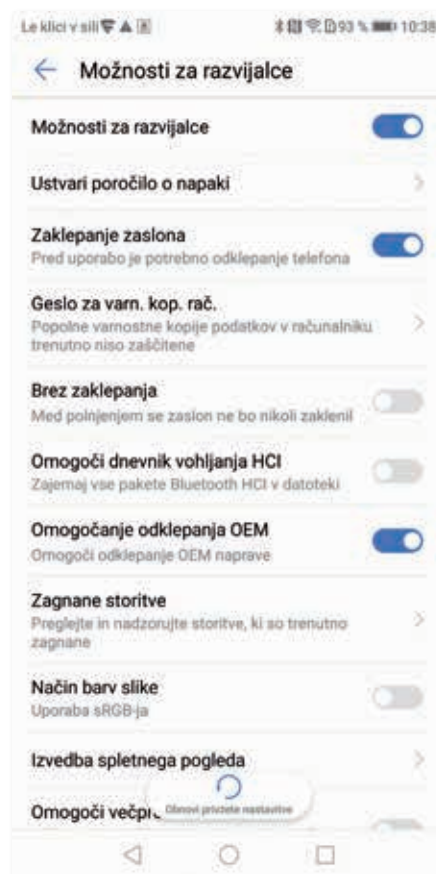 Le klici v sili
93 % 10:38
Možnosti za razvijalce
Možnosti za razvijalce
Ustvari poročilo o napaki
Zaklepanje zaslona
Pred uporabo je potrebno odklepanje telefona
Geslo za varn. kop. rač.
Popolne varnostne kopije podatkov v računalniku
trenutno niso zaščitene
Brez zaklepanja
Med polnjenjem se zaslon ne bo nikoli zaklenil
Omogoči dnevnik vohljanja HCI
Zajemaj vse pakete Bluetooth HCI v datoteki
Omogočanje odklepanja OEM
Omogoči odklepanje OEM naprave
Zagnane storitve
Preglejte in nadzorujte storitve, ki so trenutno
zagnane
Način barv slike
Uporaba sRGB-ja
Izvedba spletnega pogleda
Obnovi privzete nastavitve
Omogoči